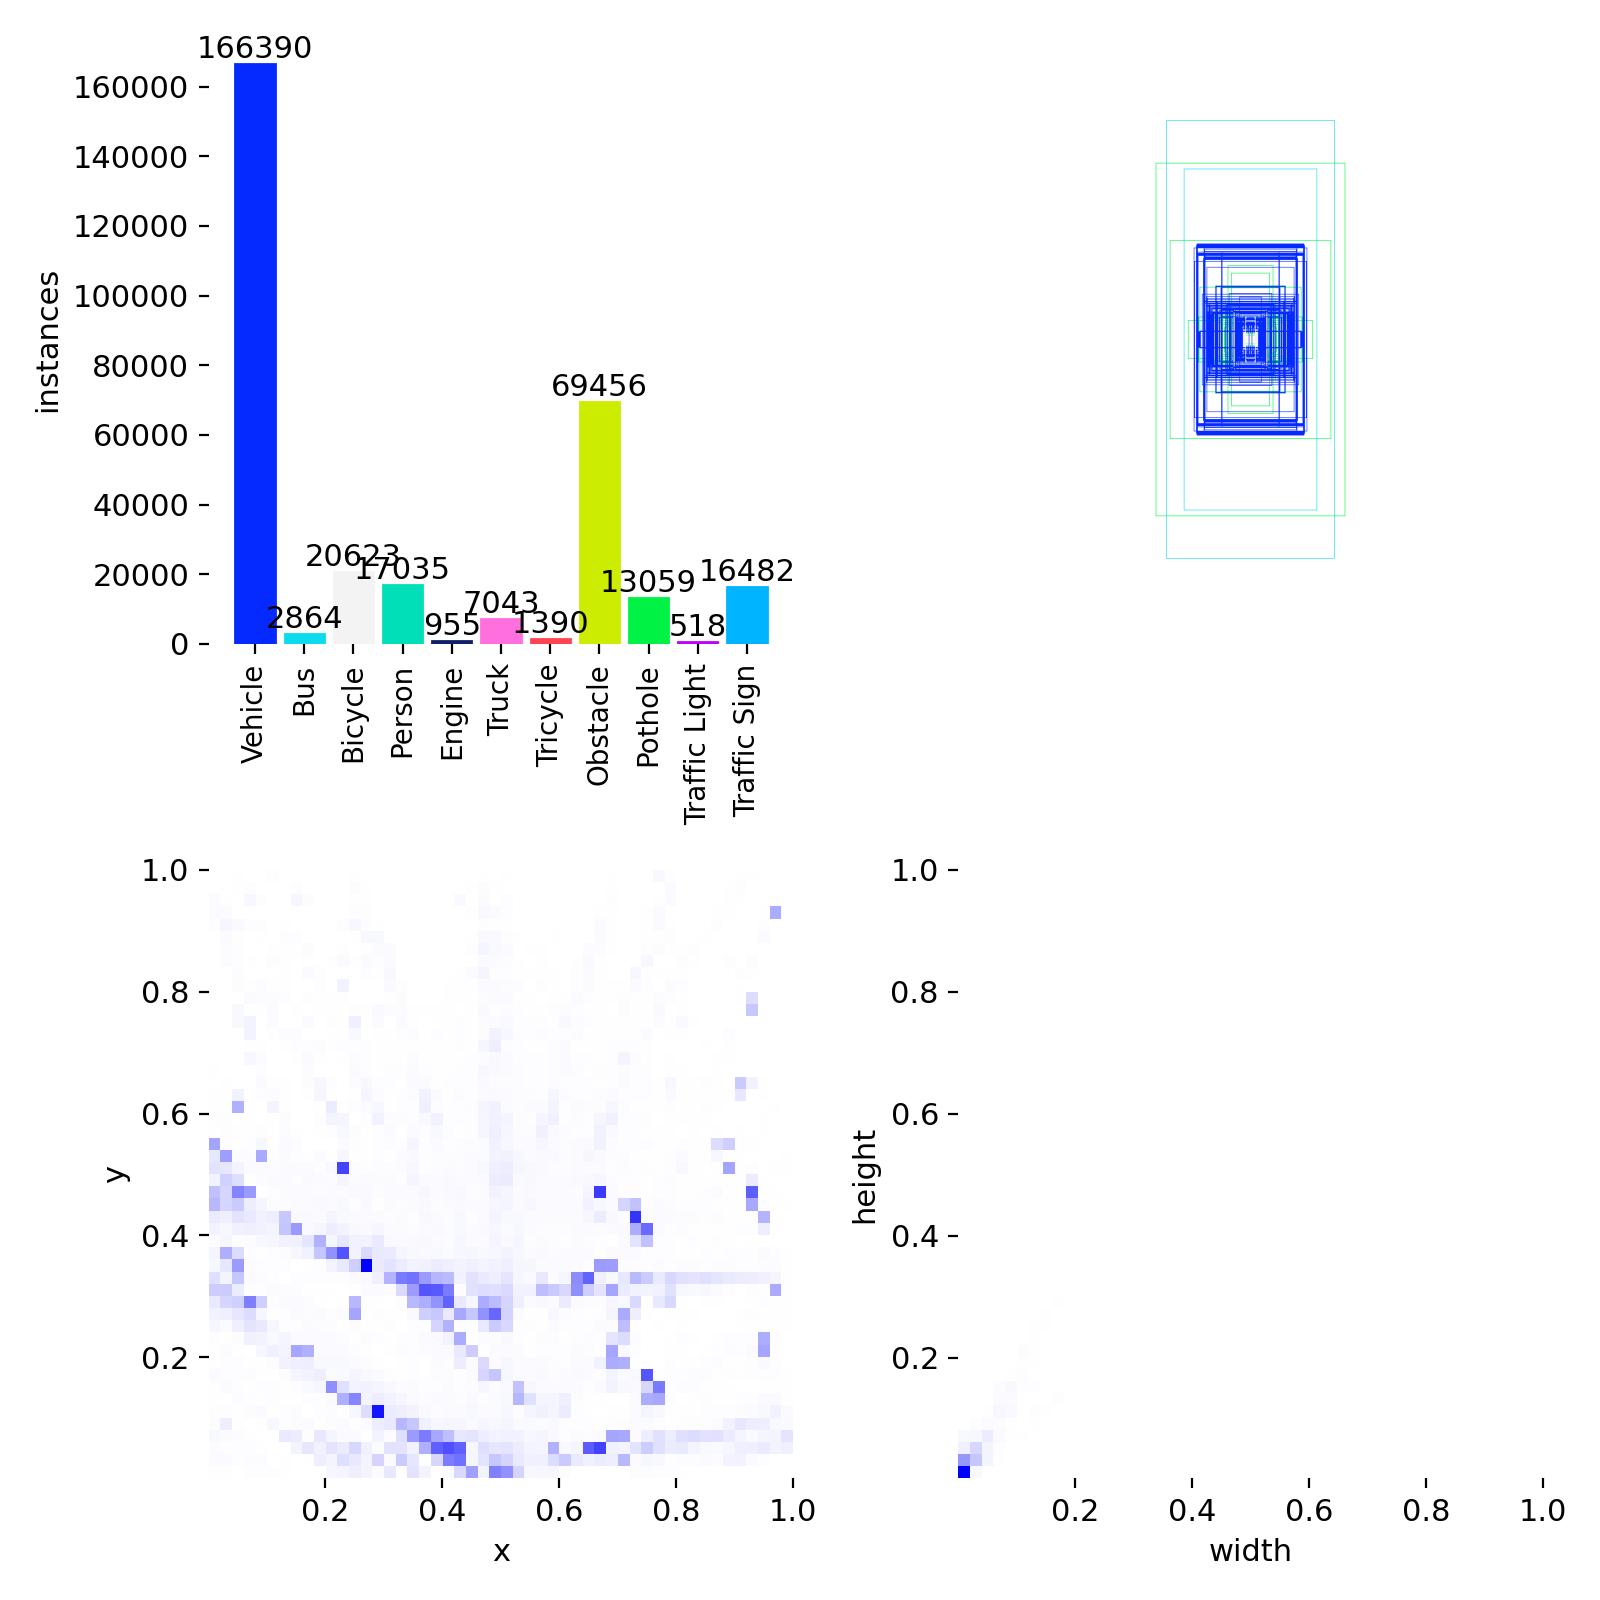 166390
160000
140000
120000
100000
80000
60000
40000
20000
0
instances
2864
20623
17035
955
7043
1390
69456
13059
518
16482
Vehicle
Bus
Bicycle
Person
Engine
Truck
Tricycle
Obstacle
Pothole
Traffic Light
Traffic Sign
1.0
0.8
0.6
0.4
0.2
y
0.2 0.4 0.6 0.8 1.0
x
1.0
0.8
0.6
0.4
0.2
height
0.2 0.4 0.6 0.8 1.0
width